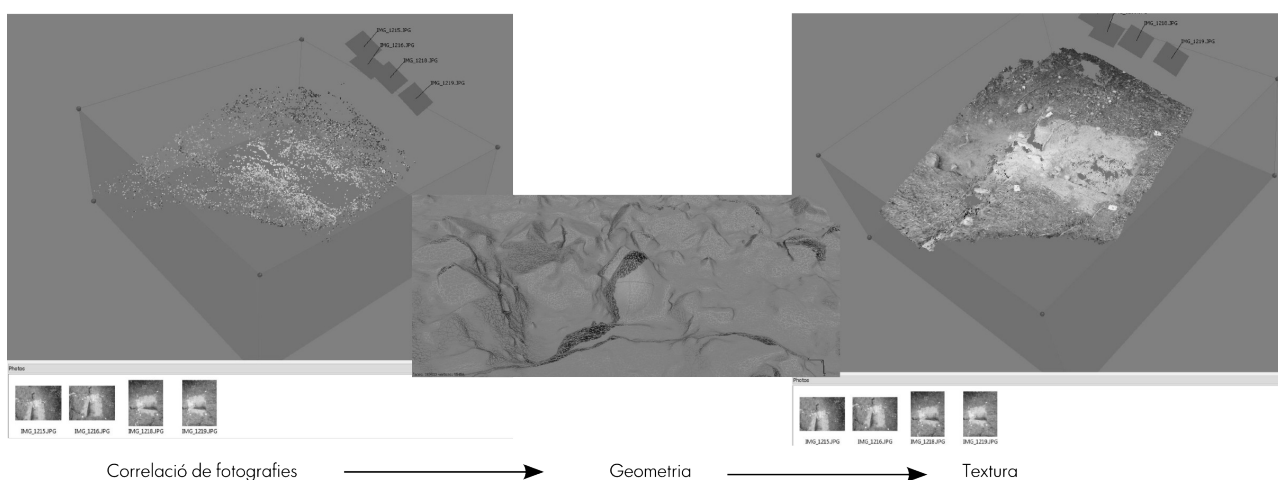 IMG_1215.JPG
IMG_1216.JPG
IMG_1218.JPG
IMG_1219.JPG
IMG_1218.JPG
IMG_1219.JPG
Photos
IMG_1215.JPG IMG_1216.JPG IMG_1218.JPG IMG_1219.JPG
Photos
IMG_1215.JPG IMG_1216.JPG IMG_1218.JPG IMG_1219.JPG
Correlació de fotografies Geometria Textura